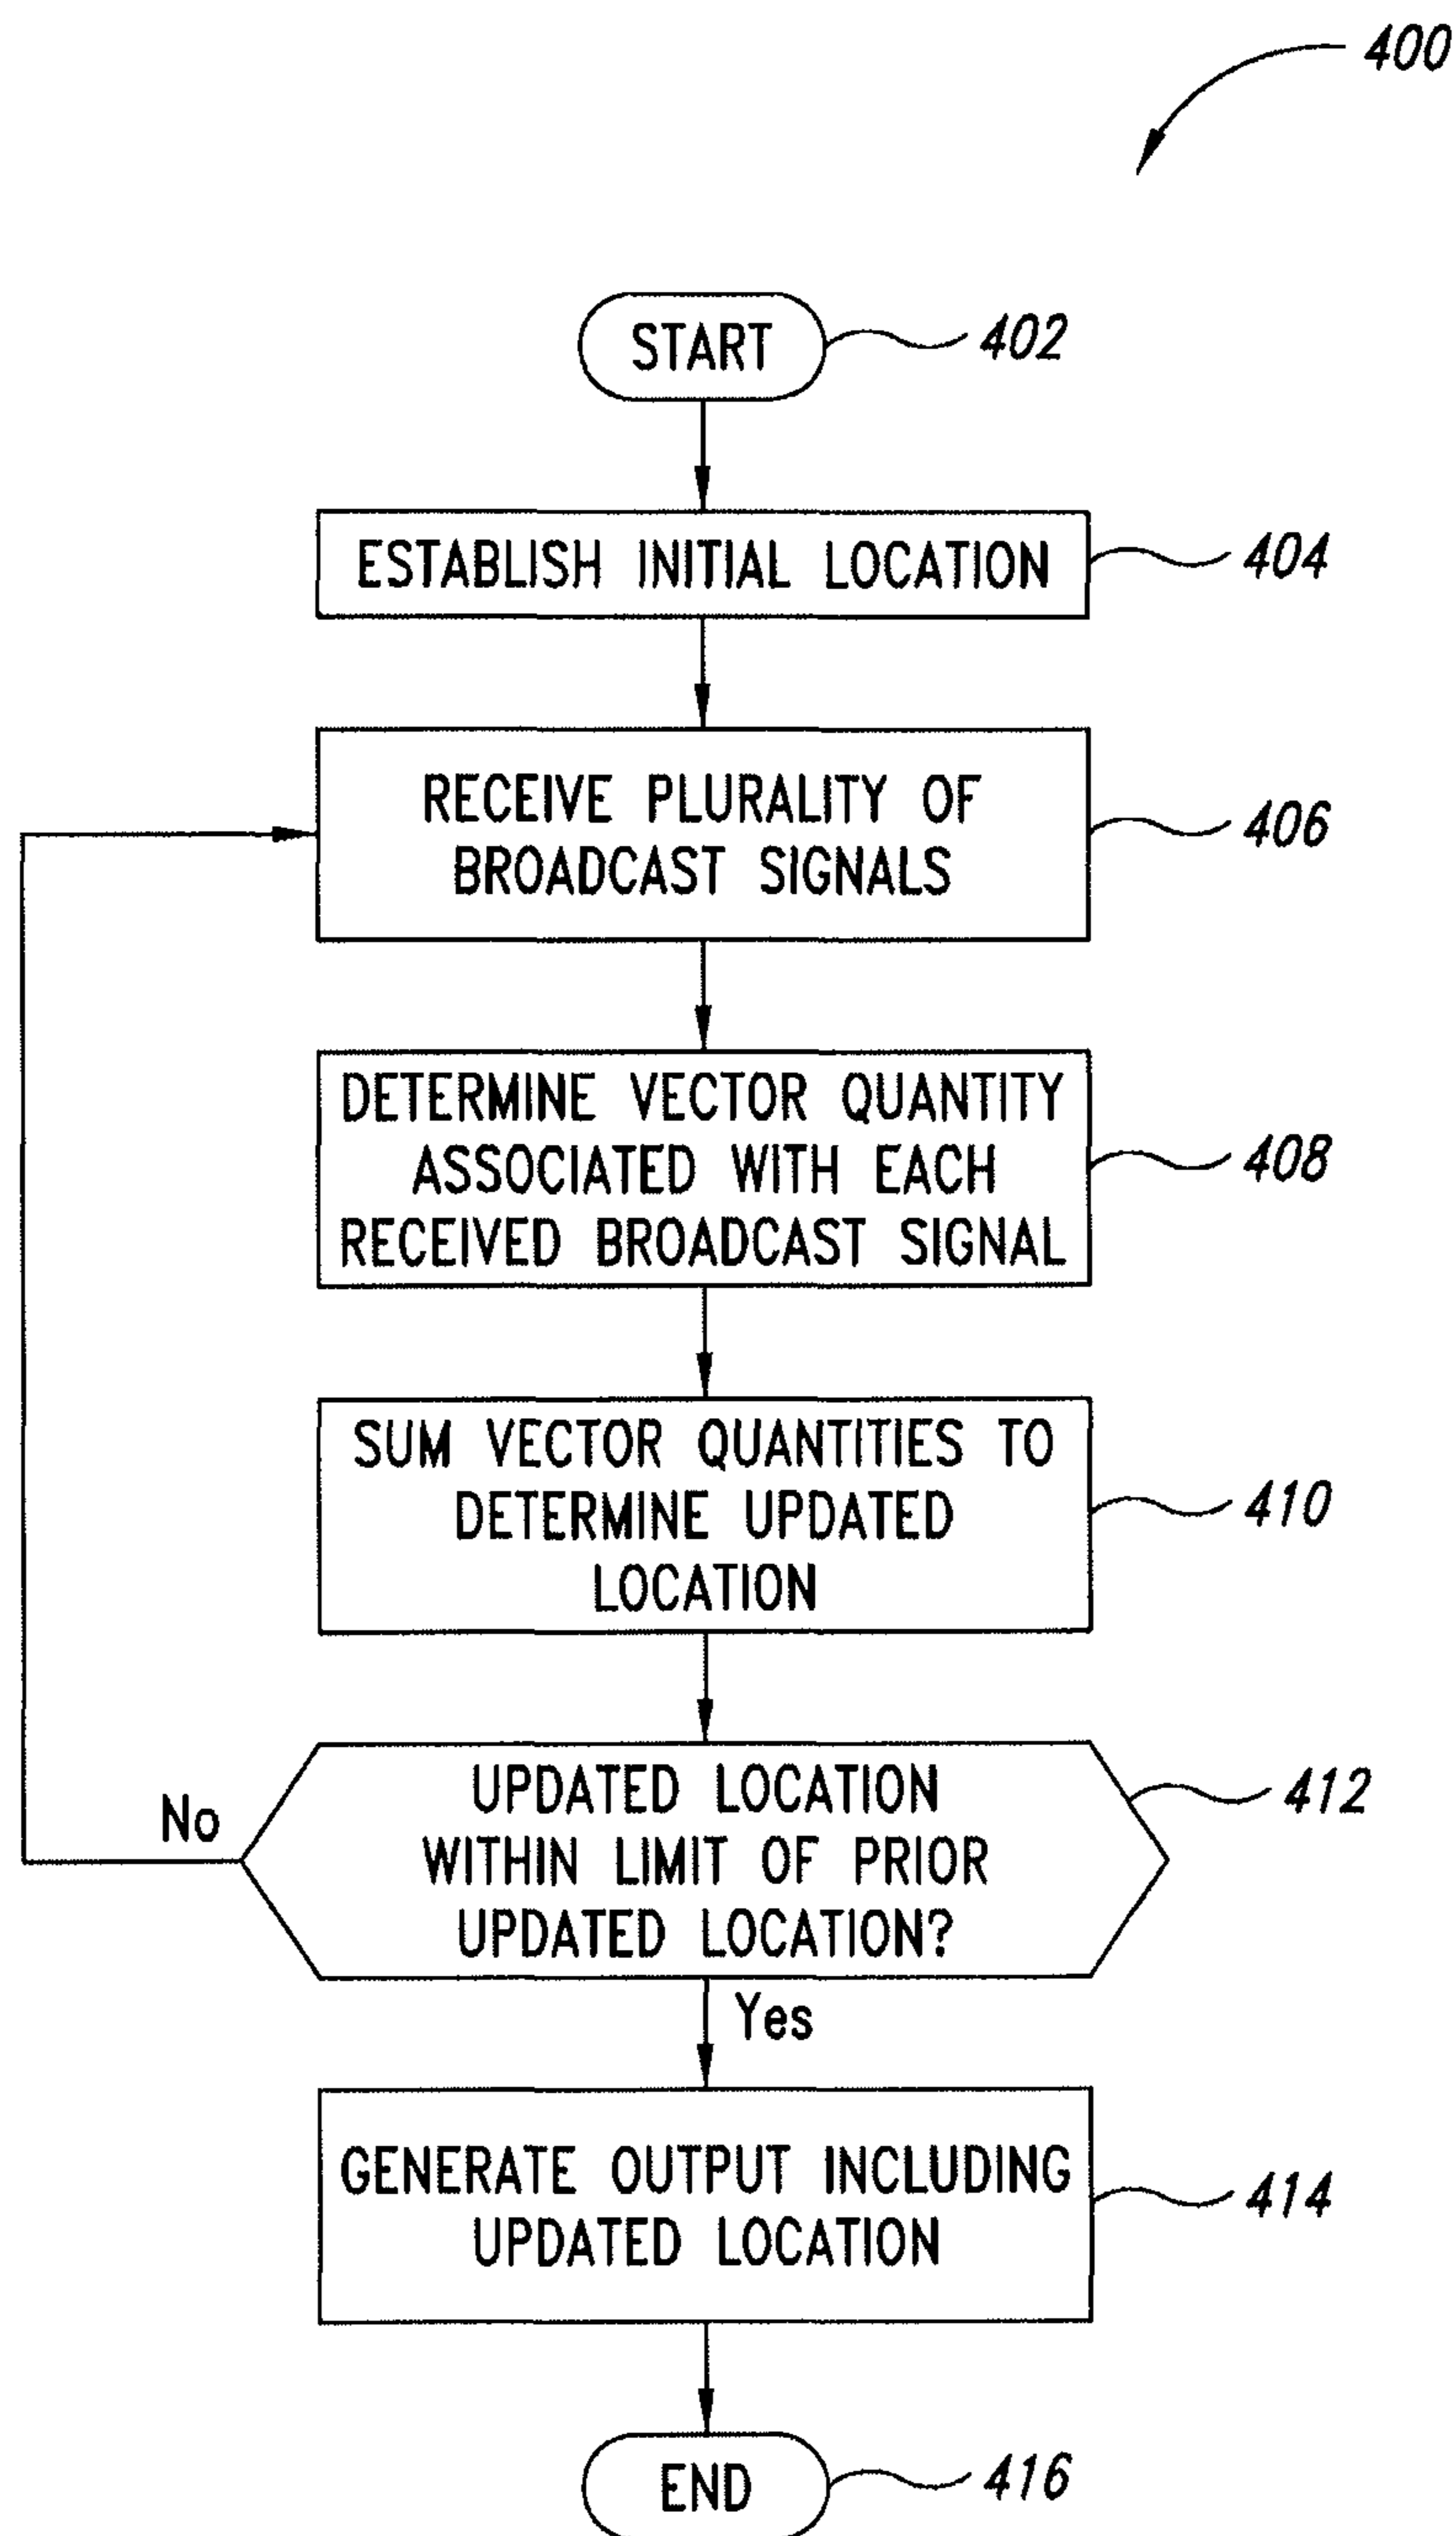 400
START
402
ESTABLISH INITIAL LOCATION
404
RECEIVE PLURALITY OF
BROADCAST SIGNALS
406
DETERMINE VECTOR QUANTITY
ASSOCIATED WITH EACH
RECEIVED BROADCAST SIGNAL
408
SUM VECTOR QUANTITIES TO
DETERMINE UPDATED
LOCATION
410
UPDATED LOCATION
WITHIN LIMIT OF PRIOR
UPDATED LOCATION?
412
No
Yes
GENERATE OUTPUT INCLUDING
UPDATED LOCATION
414
END
416